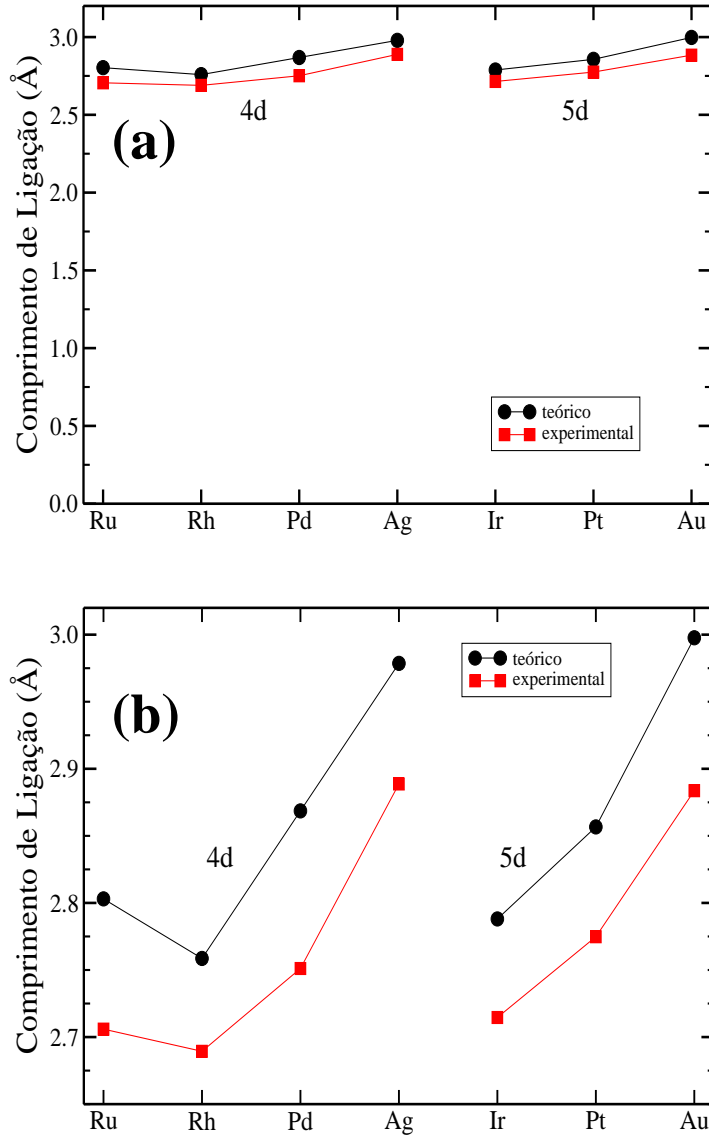 3.0
2.5
2.0
1.5
1.0
0.5
0.0
Comprimento de Ligação (Å)
(a)
4d
5d
teórico
experimental
Ru Rh Pd Ag Ir Pt Au
3.0
2.9
2.8
2.7
Comprimento de Ligação (Å)
(b)
4d
5d
teórico
experimental
Ru Rh Pd Ag Ir Pt Au